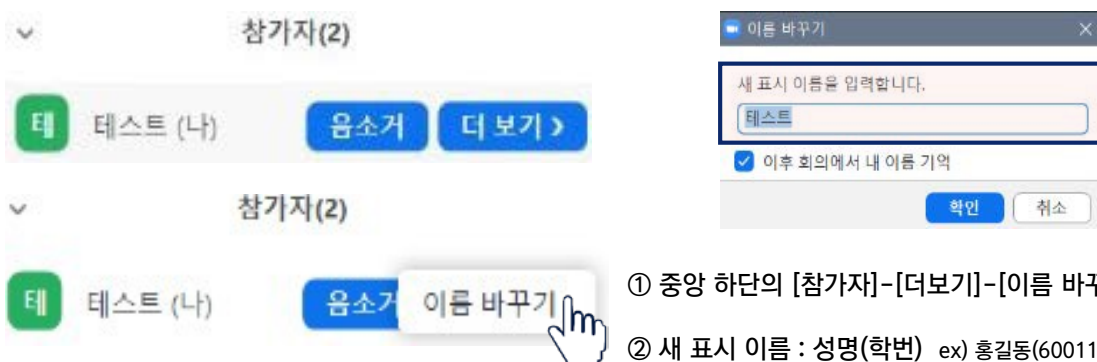 참가자(2)
테 테스트 (나) 음소거 더 보기 >
참가자(2)
테 테스트 (나) 음소거 이름 바꾸기
이름 바꾸기 ×
새 표시 이름을 입력합니다.
테스트
이후 회의에서 내 이름 기억
확인 취소
① 중앙 하단의 [참가자]-[더보기]-[이름 바꾸
② 새 표시 이름 : 성명(학번) ex) 홍길동(60011